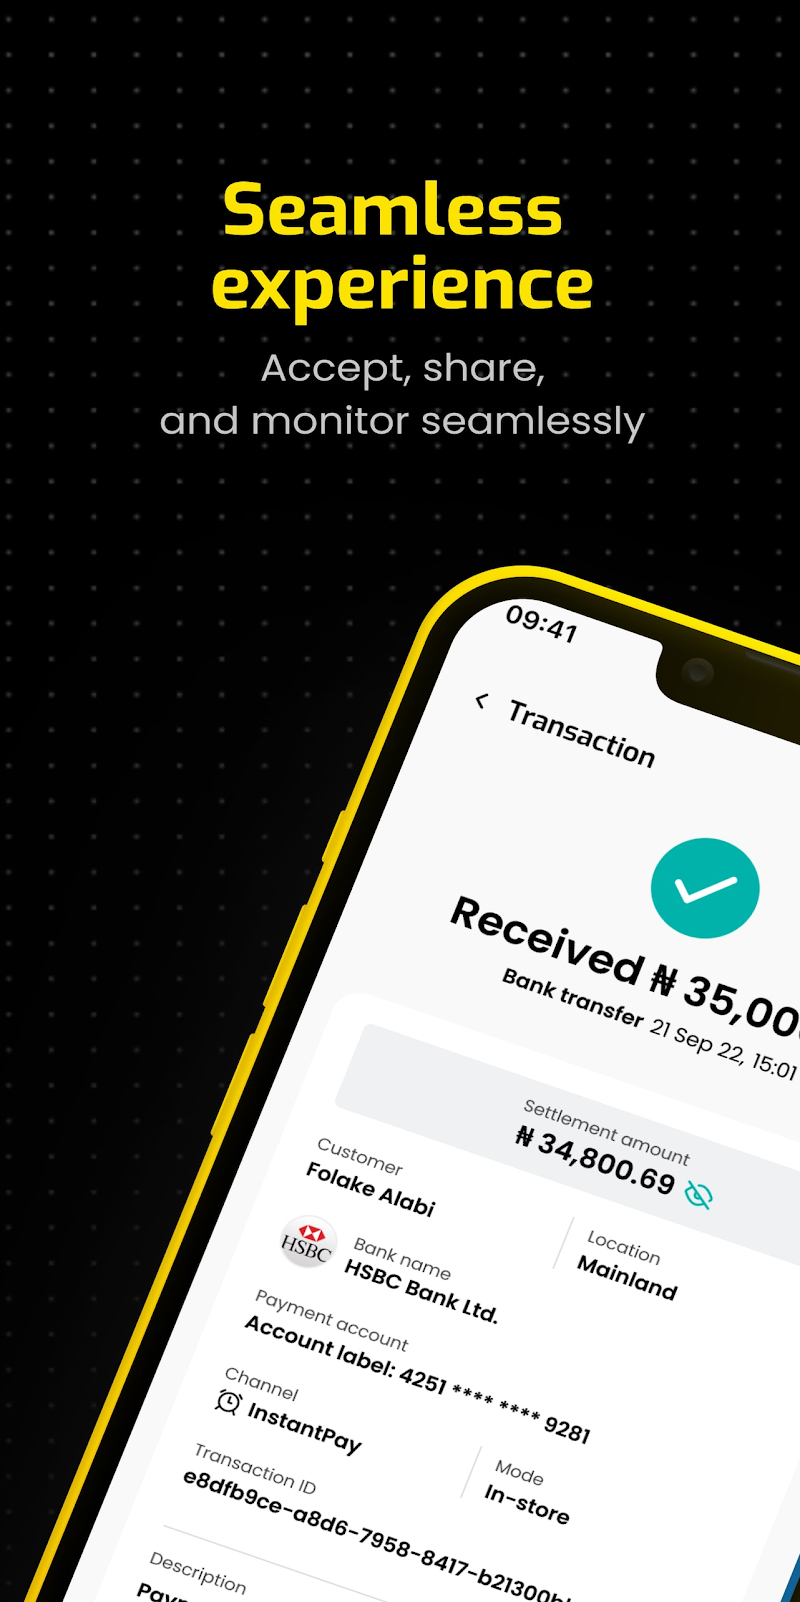 Seamless
experience
Accept, share,
and monitor seamlessly
09:41
Transaction
Received ₦ 35,00
Bank transfer 21 Sep 22, 15:01
Settlement amount
₦ 34,800.69
Customer
Folake Alabi
Location
Mainland
HSBC
Bank name
HSBC Bank Ltd.
Payment account
Account label: 4251 **** **** 9281
Channel
InstantPay
Mode
In-store
Transaction ID
e8dfb9ce-a8d6-7958-8417-b21300b
Description